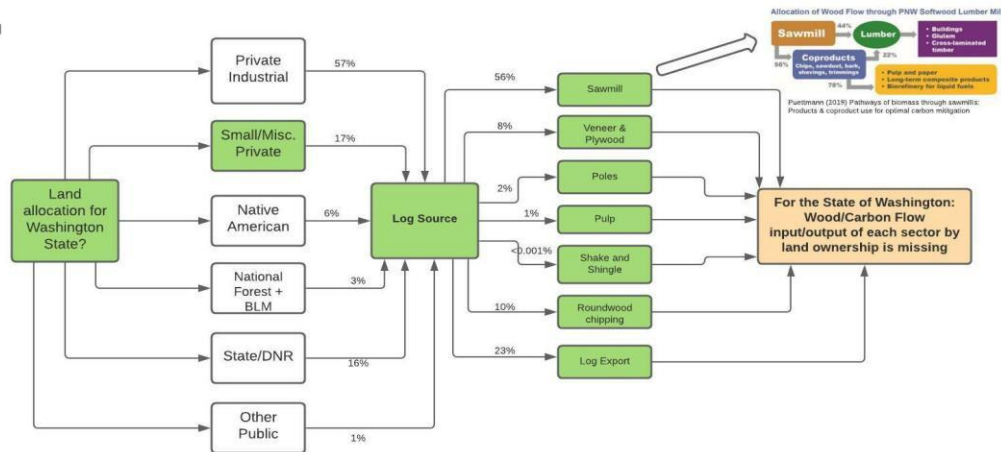 Land
allocation for
Washington
State?
Private
Industrial
57%
Small/Misc.
Private
17%
Native
American
6%
National
Forest +
BLM
3%
State/DNR
16%
Other
Public
1%
Log Source
56%
Sawmill
8%
Veneer &
Plywood
2%
Poles
1%
Pulp
<0.001%
Shake and
Shingle
10%
Roundwood
chipping
23%
Log Export
For the State of Washington:
Wood/Carbon Flow
input/output of each sector by
land ownership is missing
Allocation of Wood Flow through PNW Softwood Lumber Mil
Sawmill
44%
Lumber
• Buildings
• Glulam
• Cross-laminated
timber
56%
Coproducts
Chips, sawdust, bark,
shavings, trimmings
22%
78%
• Pulp and paper
• Long-term composite products
• Biorefinery for liquid fuels
Puettmann (2019) Pathways of biomass through sawmills:
Products & coproduct use for optimal carbon mitigation